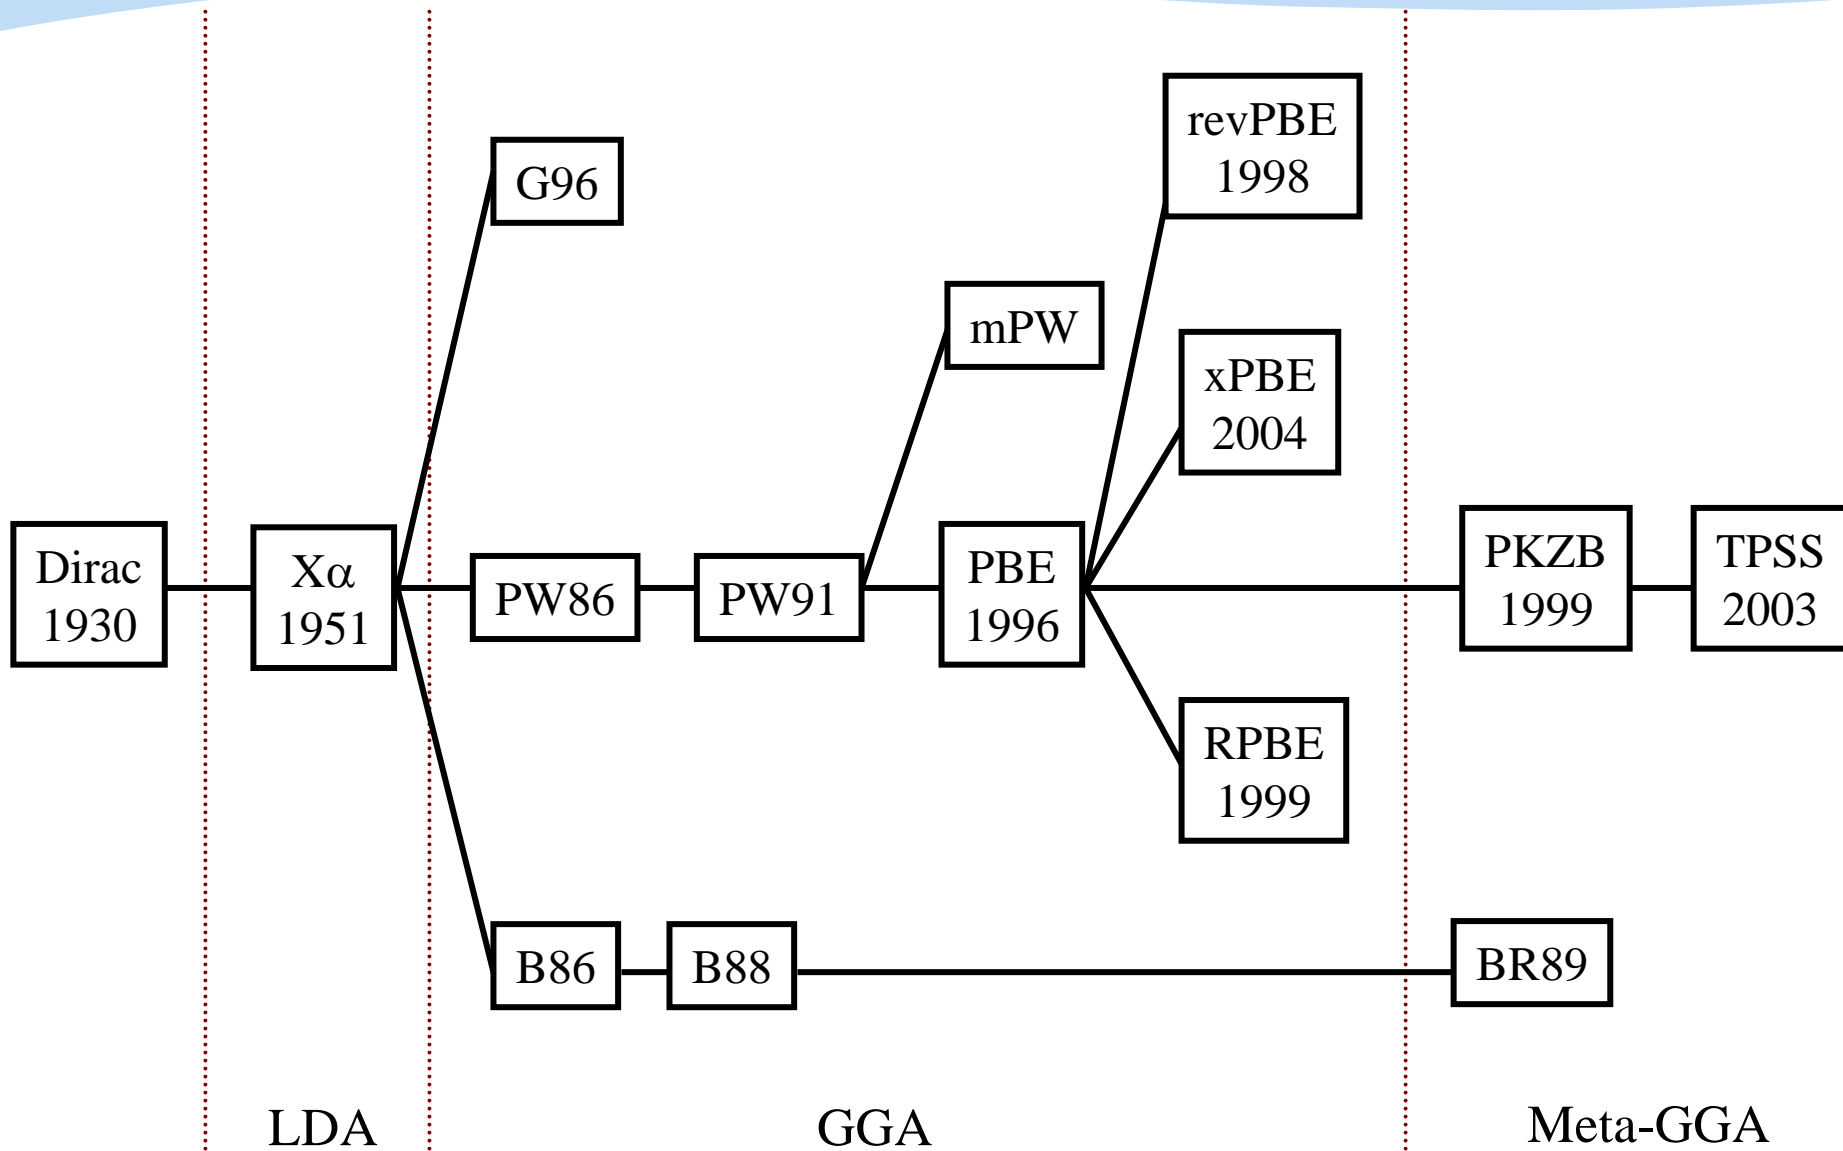 revPBE
1998
G96
mPW
xPBE
2004
Dirac
1930
Xα
1951
PW86
PW91
PBE
1996
PKZB
1999
TPSS
2003
RPBE
1999
B86
B88
BR89
LDA
GGA
Meta-GGA